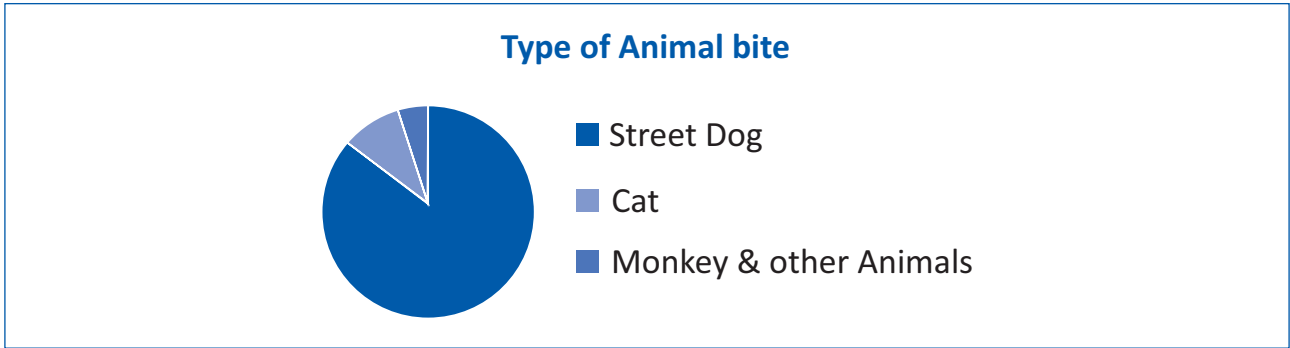 Type of Animal bite
Street Dog
Cat
Monkey & other Animals